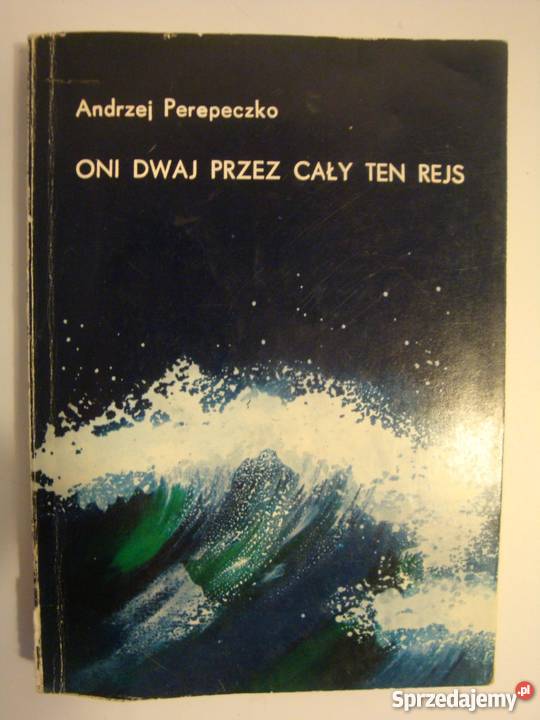 Andrzej Perepeczko
ONI DWAJ PRZEZ CAŁY TEN REJS
Sprzedajemy.pl